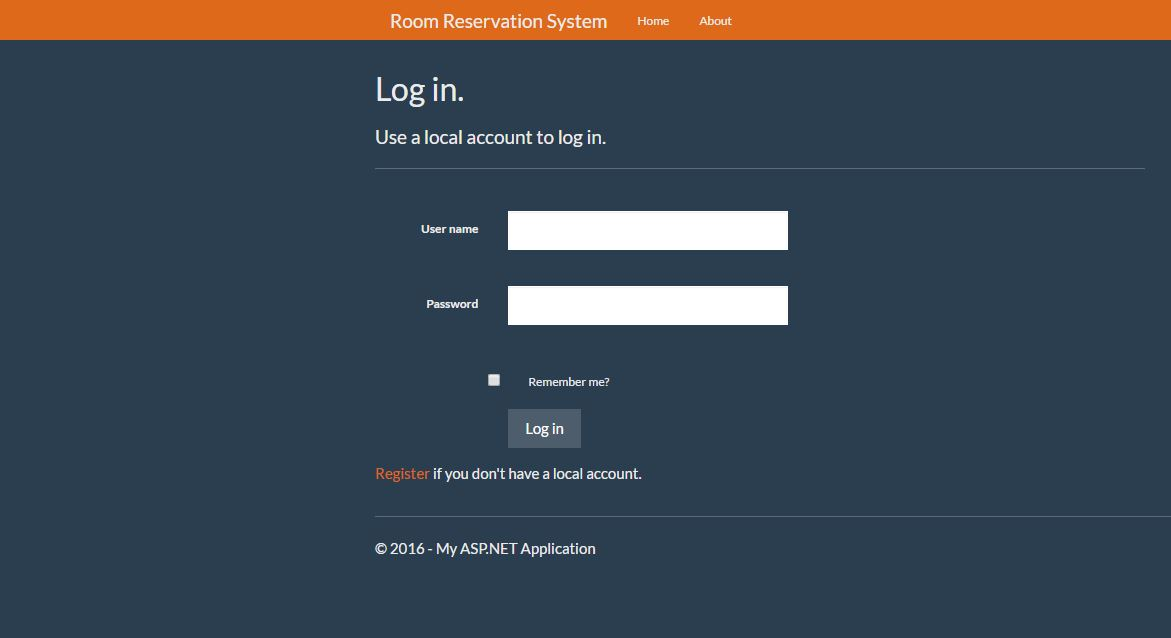 Room Reservation System Home About
Log in.
Use a local account to log in.
User name
Password
Remember me?
Log in
Register if you don't have a local account.
© 2016 - My ASP.NET Application